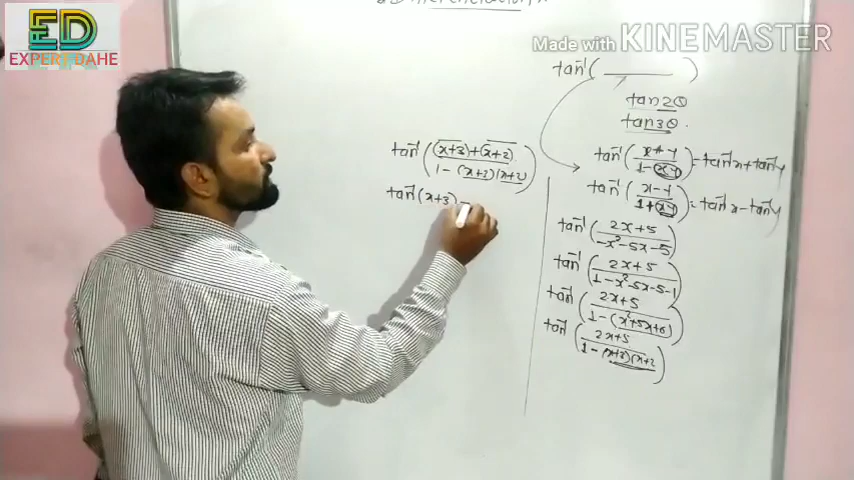 ED
EXPERT DAHE
Made with KINEMASTER
tan⁻¹( ______ )
tan2θ
tan3θ.
tan⁻¹((x+y)/(1-(xy))) = tan⁻¹x+tan⁻¹y
tan⁻¹((x-y)/(1+(xy))) = tan⁻¹x-tan⁻¹y
tan⁻¹((2x+5)/(-x²-5x-5))
tan⁻¹((2x+5)/(1-x²-5x-5-1))
tan⁻¹((2x+5)/(1-(x²+5x+6)))
tan⁻¹((2x+5)/(1-(x+3)(x+2)))
tan⁻¹(((x+3)+(x+2))/(1-(x+3)(x+2)))
tan⁻¹(x+3)